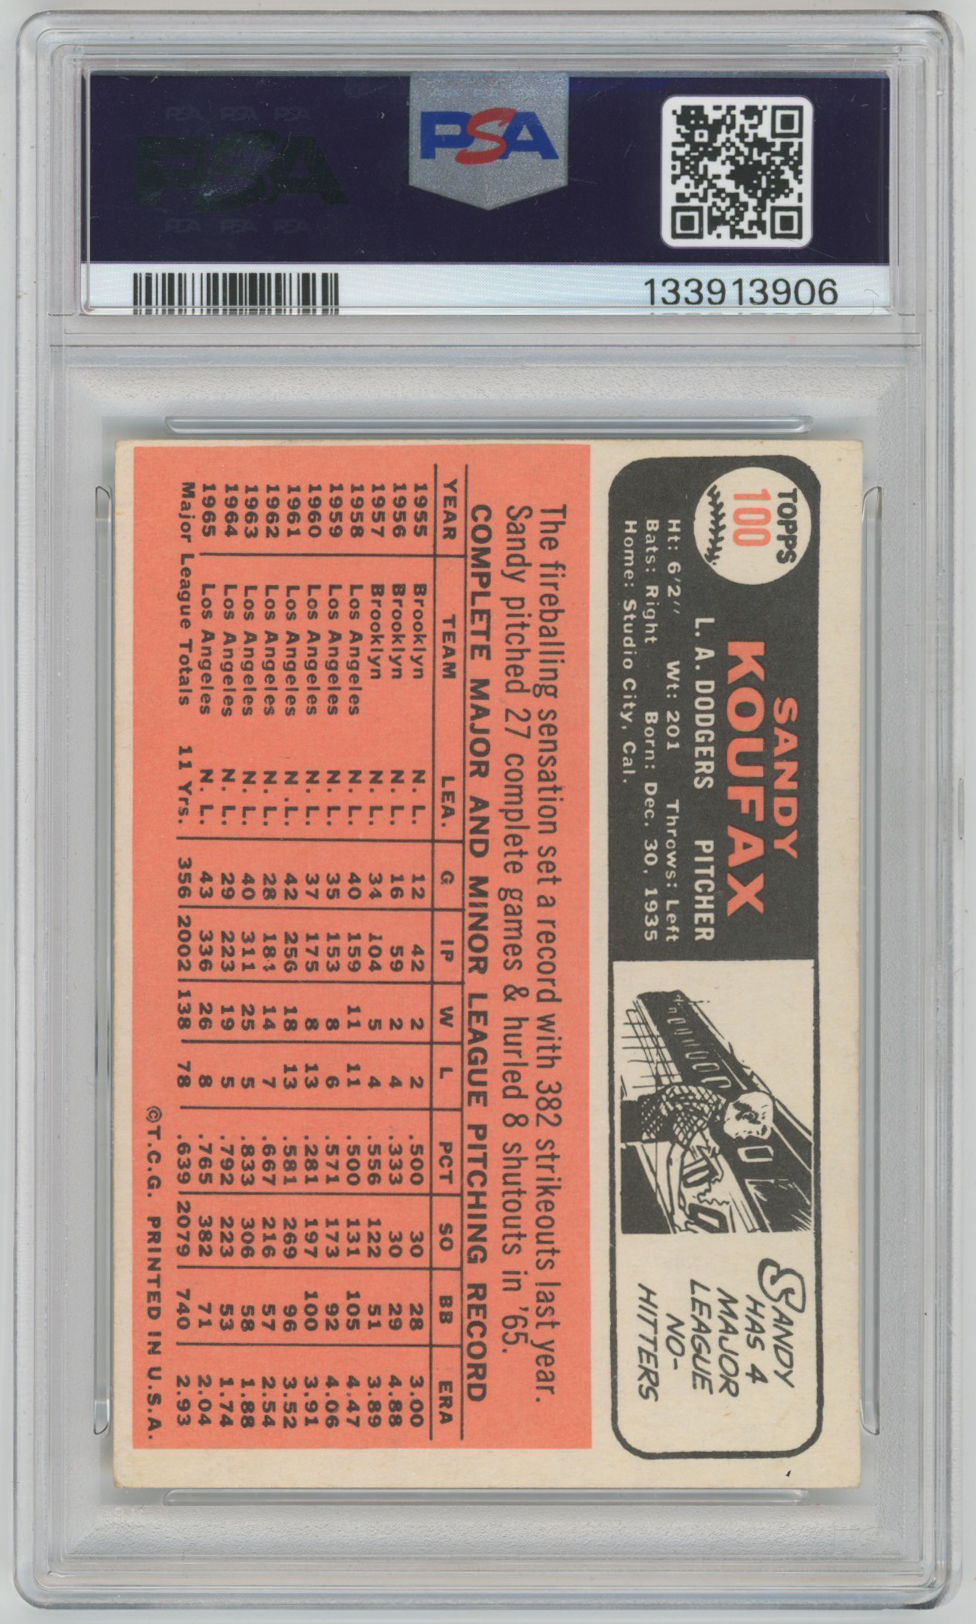 PSA PSA PSA
PSA
PSA PSA PSA
PSA
133913906
TOPPS
100
SANDY
KOUFAX
L. A. DODGERS PITCHER
Ht: 6'2" Wt: 201 Throws: Left
Bats: Right Born: Dec. 30, 1935
Home: Studio City, Cal.
SANDY
HAS 4
MAJOR
LEAGUE
NO-
HITTERS
The fireballing sensation set a record with 382 strikeouts last year.
Sandy pitched 27 complete games & hurled 8 shutouts in '65.
COMPLETE MAJOR AND MINOR LEAGUE PITCHING RECORD
YEAR TEAM LEA. G IP W L PCT SO BB ERA
1955 Brooklyn N. L. 12 42 2 2 .500 30 28 3.00
1956 Brooklyn N. L. 16 59 2 4 .333 30 29 4.88
1957 Brooklyn N. L. 34 104 5 4 .556 122 51 3.89
1958 Los Angeles N. L. 40 159 11 11 .500 131 105 4.47
1959 Los Angeles N. L. 35 153 8 6 .571 173 92 4.06
1960 Los Angeles N. L. 37 175 8 13 .281 197 100 3.91
1961 Los Angeles N .L. 42 256 18 13 .581 269 96 3.52
1962 Los Angeles N. L. 28 184 14 7 .667 216 57 2.54
1963 Los Angeles N. L. 40 311 25 5 .833 306 58 1.88
1964 Los Angeles N. L. 29 223 19 5 .792 223 53 1.74
1965 Los Angeles N. L. 43 336 26 8 .765 382 71 2.04
Major League Totals 11 Yrs. 356 2002 138 78 .639 2079 740 2.93
©T.C.G. PRINTED IN U.S.A.